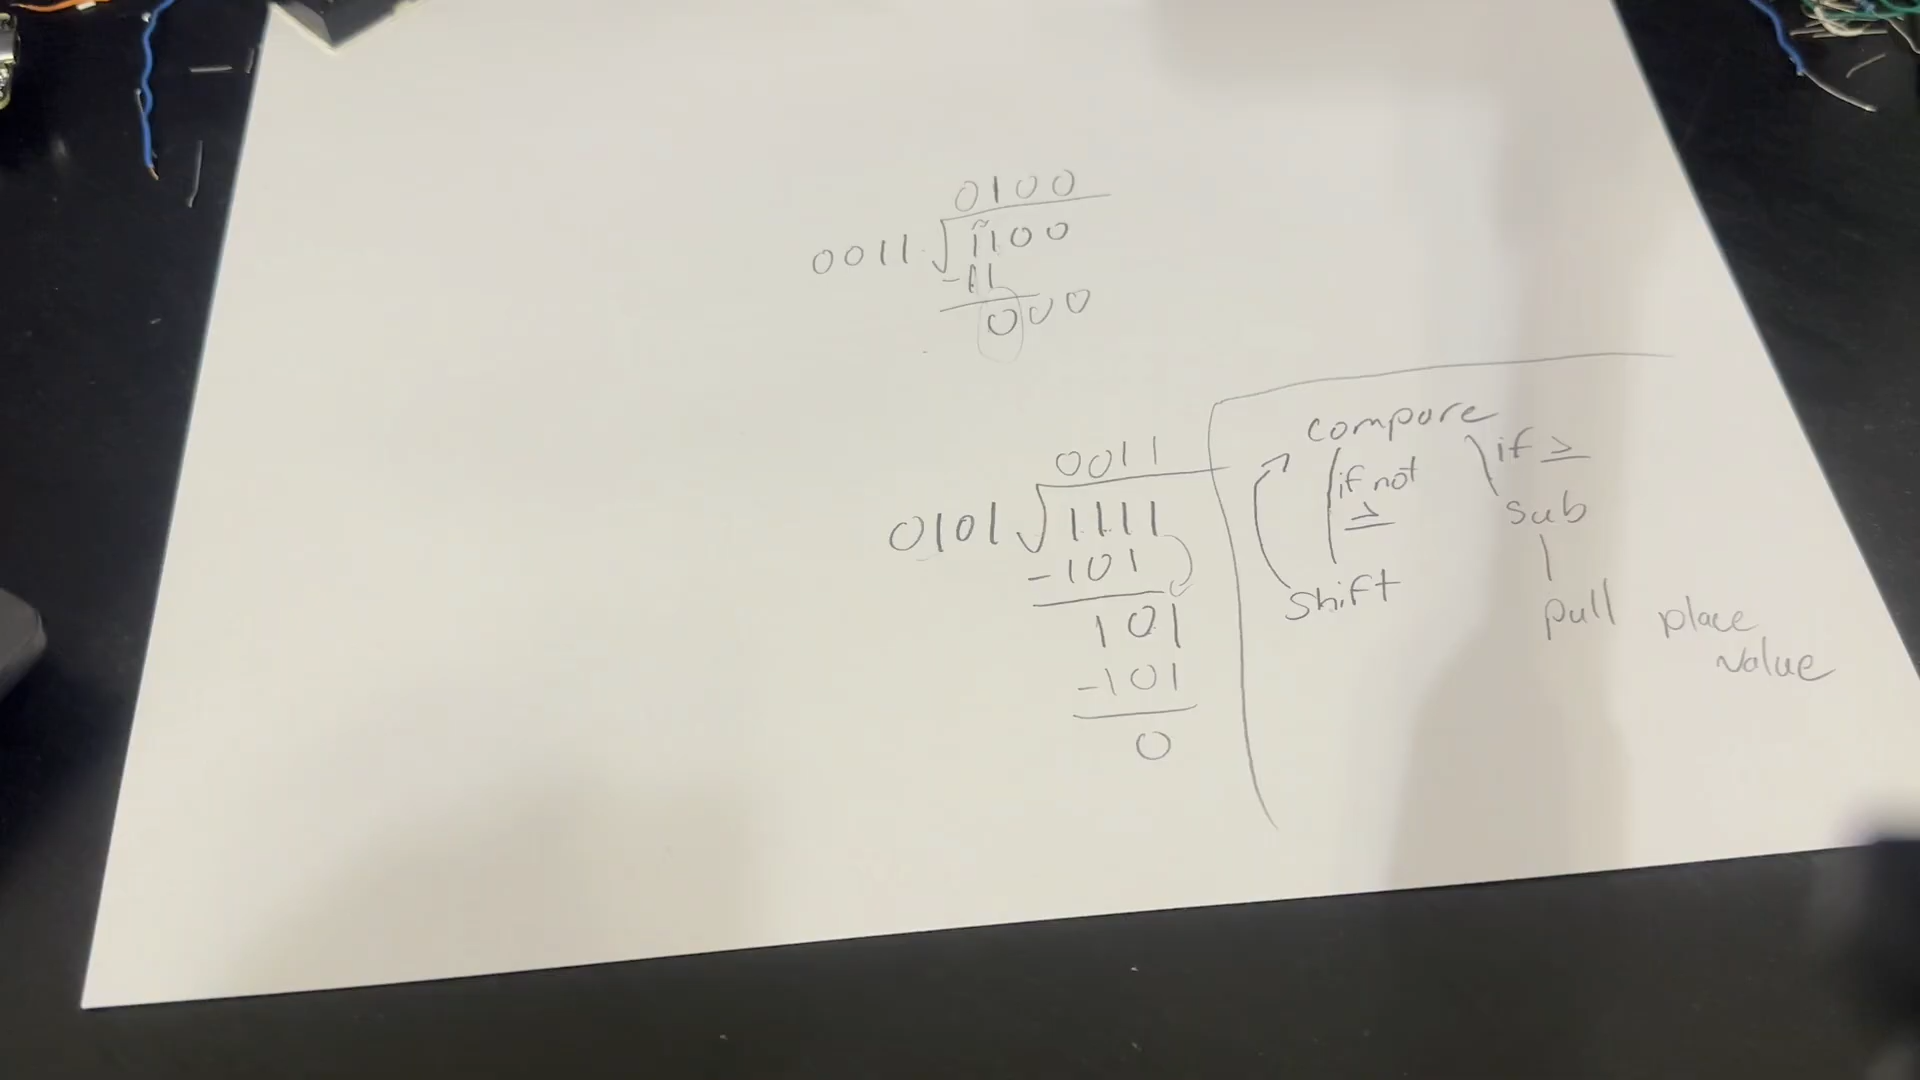 0100
0011 √1100
-11
000
0011
0101 √1111
-101
101
-101
0
compare
if not ≥
if ≥
sub
shift
pull place value